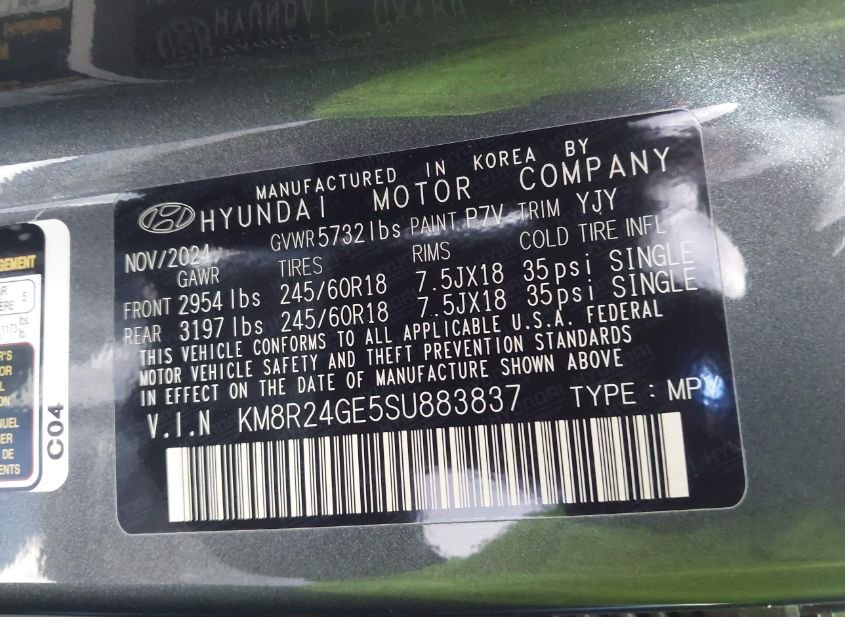 MANUFACTURED IN KOREA BY
HYUNDAI MOTOR COMPANY
NOV/2024 GVWR 5732lbs PAINT P7V TRIM YJY
GAWR TIRES RIMS COLD TIRE INFL
FRONT 2954 lbs 245/60R18 7.5JX18 35psi SINGLE
REAR 3197 lbs 245/60R18 7.5JX18 35psi SINGLE
THIS VEHICLE CONFORMS TO ALL APPLICABLE U.S.A. FEDERAL
MOTOR VEHICLE SAFETY AND THEFT PREVENTION STANDARDS
IN EFFECT ON THE DATE OF MANUFACTURE SHOWN ABOVE
V.I.N KM8R24GE5SU883837 TYPE : MPV
C04